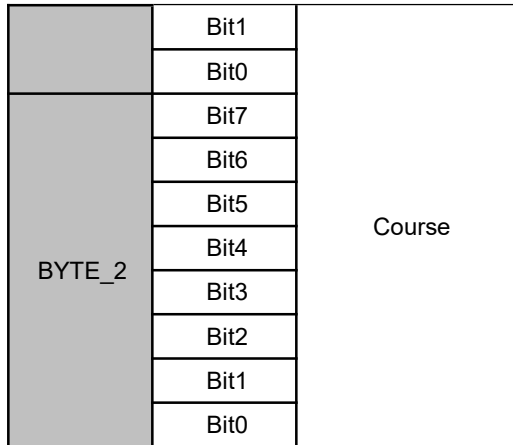 Bit1
Bit0
Bit7
Bit6
Bit5
Course
Bit4
BYTE_2
Bit3
Bit2
Bit1
Bit0